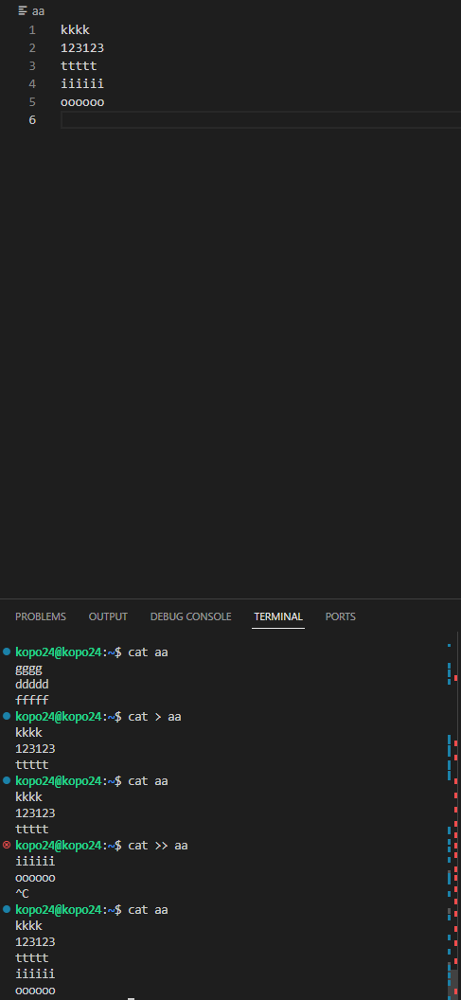 aa
1 kkkk
2 123123
3 ttttt
4 iiiiii
5 oooooo
6
PROBLEMS OUTPUT DEBUG CONSOLE TERMINAL PORTS
kopo24@kopo24:~$ cat aa
gggg
ddddd
fffff
kopo24@kopo24:~$ cat > aa
kkkk
123123
ttttt
kopo24@kopo24:~$ cat aa
kkkk
123123
ttttt
kopo24@kopo24:~$ cat >> aa
iiiiii
oooooo
^C
kopo24@kopo24:~$ cat aa
kkkk
123123
ttttt
iiiiii
oooooo